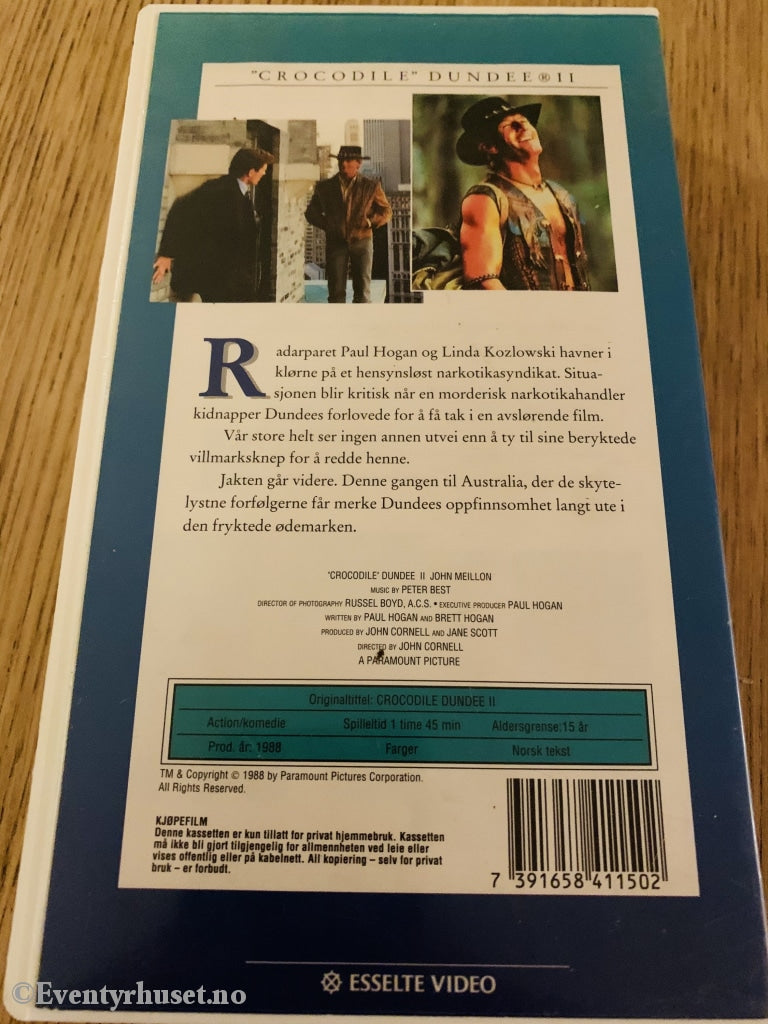 "CROCODILE" DUNDEE® II
Radarparet Paul Hogan og Linda Kozlowski havner i
klørne på et hensynsløst narkotikasyndikat. Situa-
sjonen blir kritisk når en morderisk narkotikahandler
kidnapper Dundees forlovede for å få tak i en avslørende film.
Vår store helt ser ingen annen utvei enn å ty til sine beryktede
villmarksknep for å redde henne.
Jakten går videre. Denne gangen til Australia, der de skyte-
lystne forfølgerne får merke Dundees oppfinnsomhet langt ute i
den fryktede ødemarken.
"CROCODILE" DUNDEE II JOHN MEILLON
MUSIC BY PETER BEST
DIRECTOR OF PHOTOGRAPHY RUSSEL BOYD, A.C.S. • EXECUTIVE PRODUCER PAUL HOGAN
WRITTEN BY PAUL HOGAN AND BRETT HOGAN
PRODUCED BY JOHN CORNELL AND JANE SCOTT
DIRECTED BY JOHN CORNELL
A PARAMOUNT PICTURE
Originaltittel: CROCODILE DUNDEE II
Action/komedie Spilletid 1 time 45 min Aldersgrense:15 år
Prod. år: 1988 Farger Norsk tekst
TM & Copyright © 1988 by Paramount Pictures Corporation.
All Rights Reserved.
KJØPEFILM
Denne kassetten er kun tillatt for privat hjemmebruk. Kassetten
må ikke bli gjort tilgjengelig for allmennheten ved leie eller
vises offentlig eller på kabelnett. All kopiering – selv for privat
bruk – er forbudt.
7 391658 411502
ESSELTE VIDEO
©Eventyrhuset.no